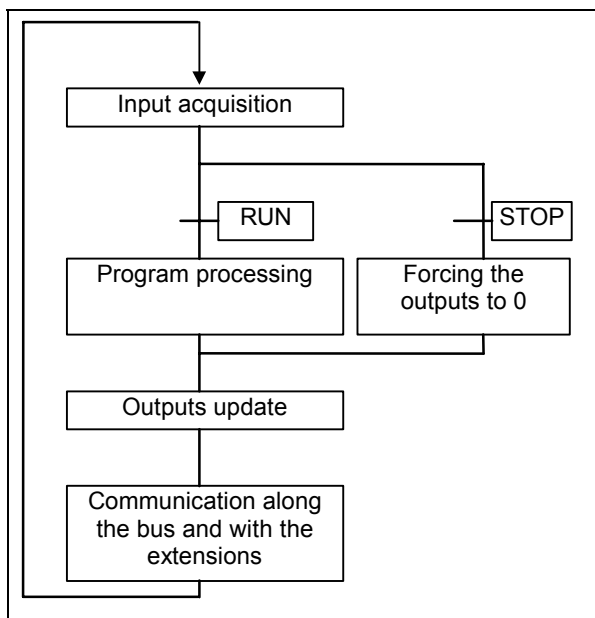 Input acquisition
RUN
STOP
Program processing
Forcing the
outputs to 0
Outputs update
Communication along
the bus and with the
extensions